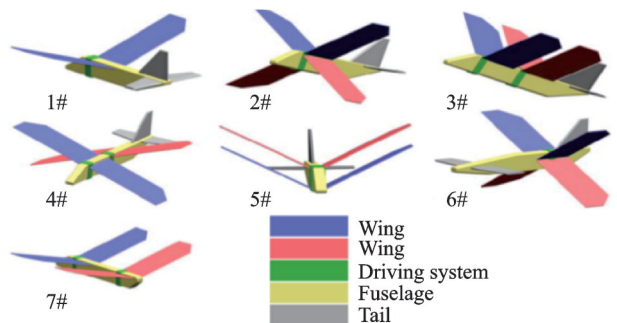 1#
2#
3#
4#
5#
6#
7#
Wing
Wing
Driving system
Fuselage
Tail